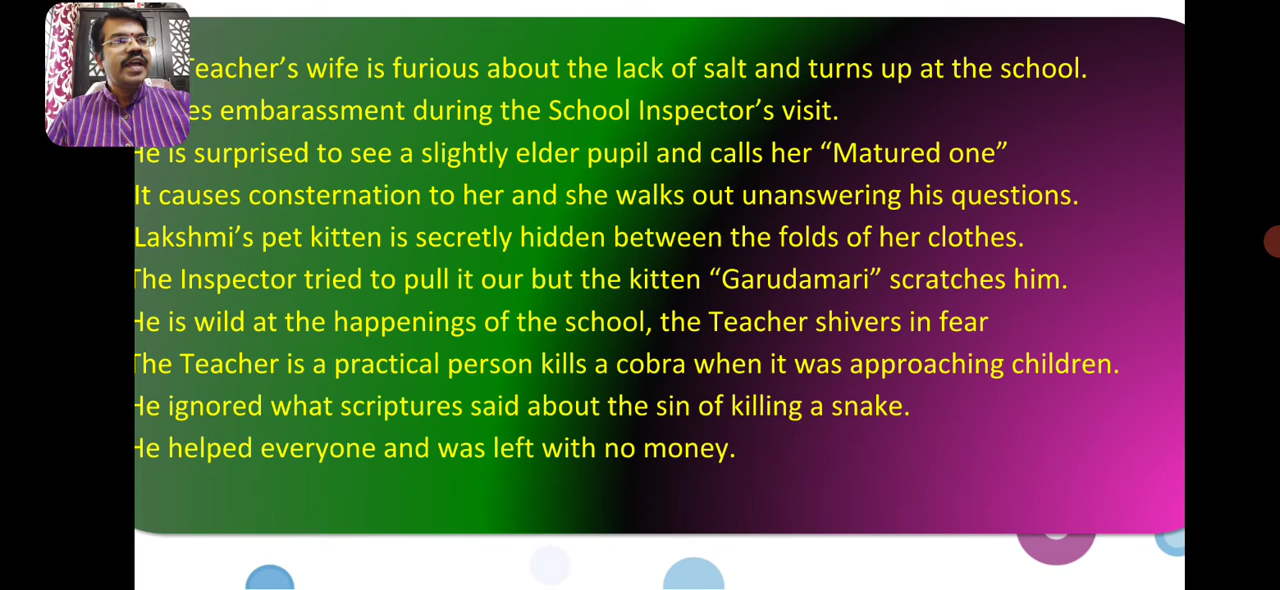 Teacher's wife is furious about the lack of salt and turns up at the school.
embarassment during the School Inspector's visit.
He is surprised to see a slightly elder pupil and calls her “Matured one”
It causes consternation to her and she walks out unanswering his questions.
Lakshmi's pet kitten is secretly hidden between the folds of her clothes.
The Inspector tried to pull it our but the kitten “Garudamari” scratches him.
He is wild at the happenings of the school, the Teacher shivers in fear
The Teacher is a practical person kills a cobra when it was approaching children.
He ignored what scriptures said about the sin of killing a snake.
He helped everyone and was left with no money.